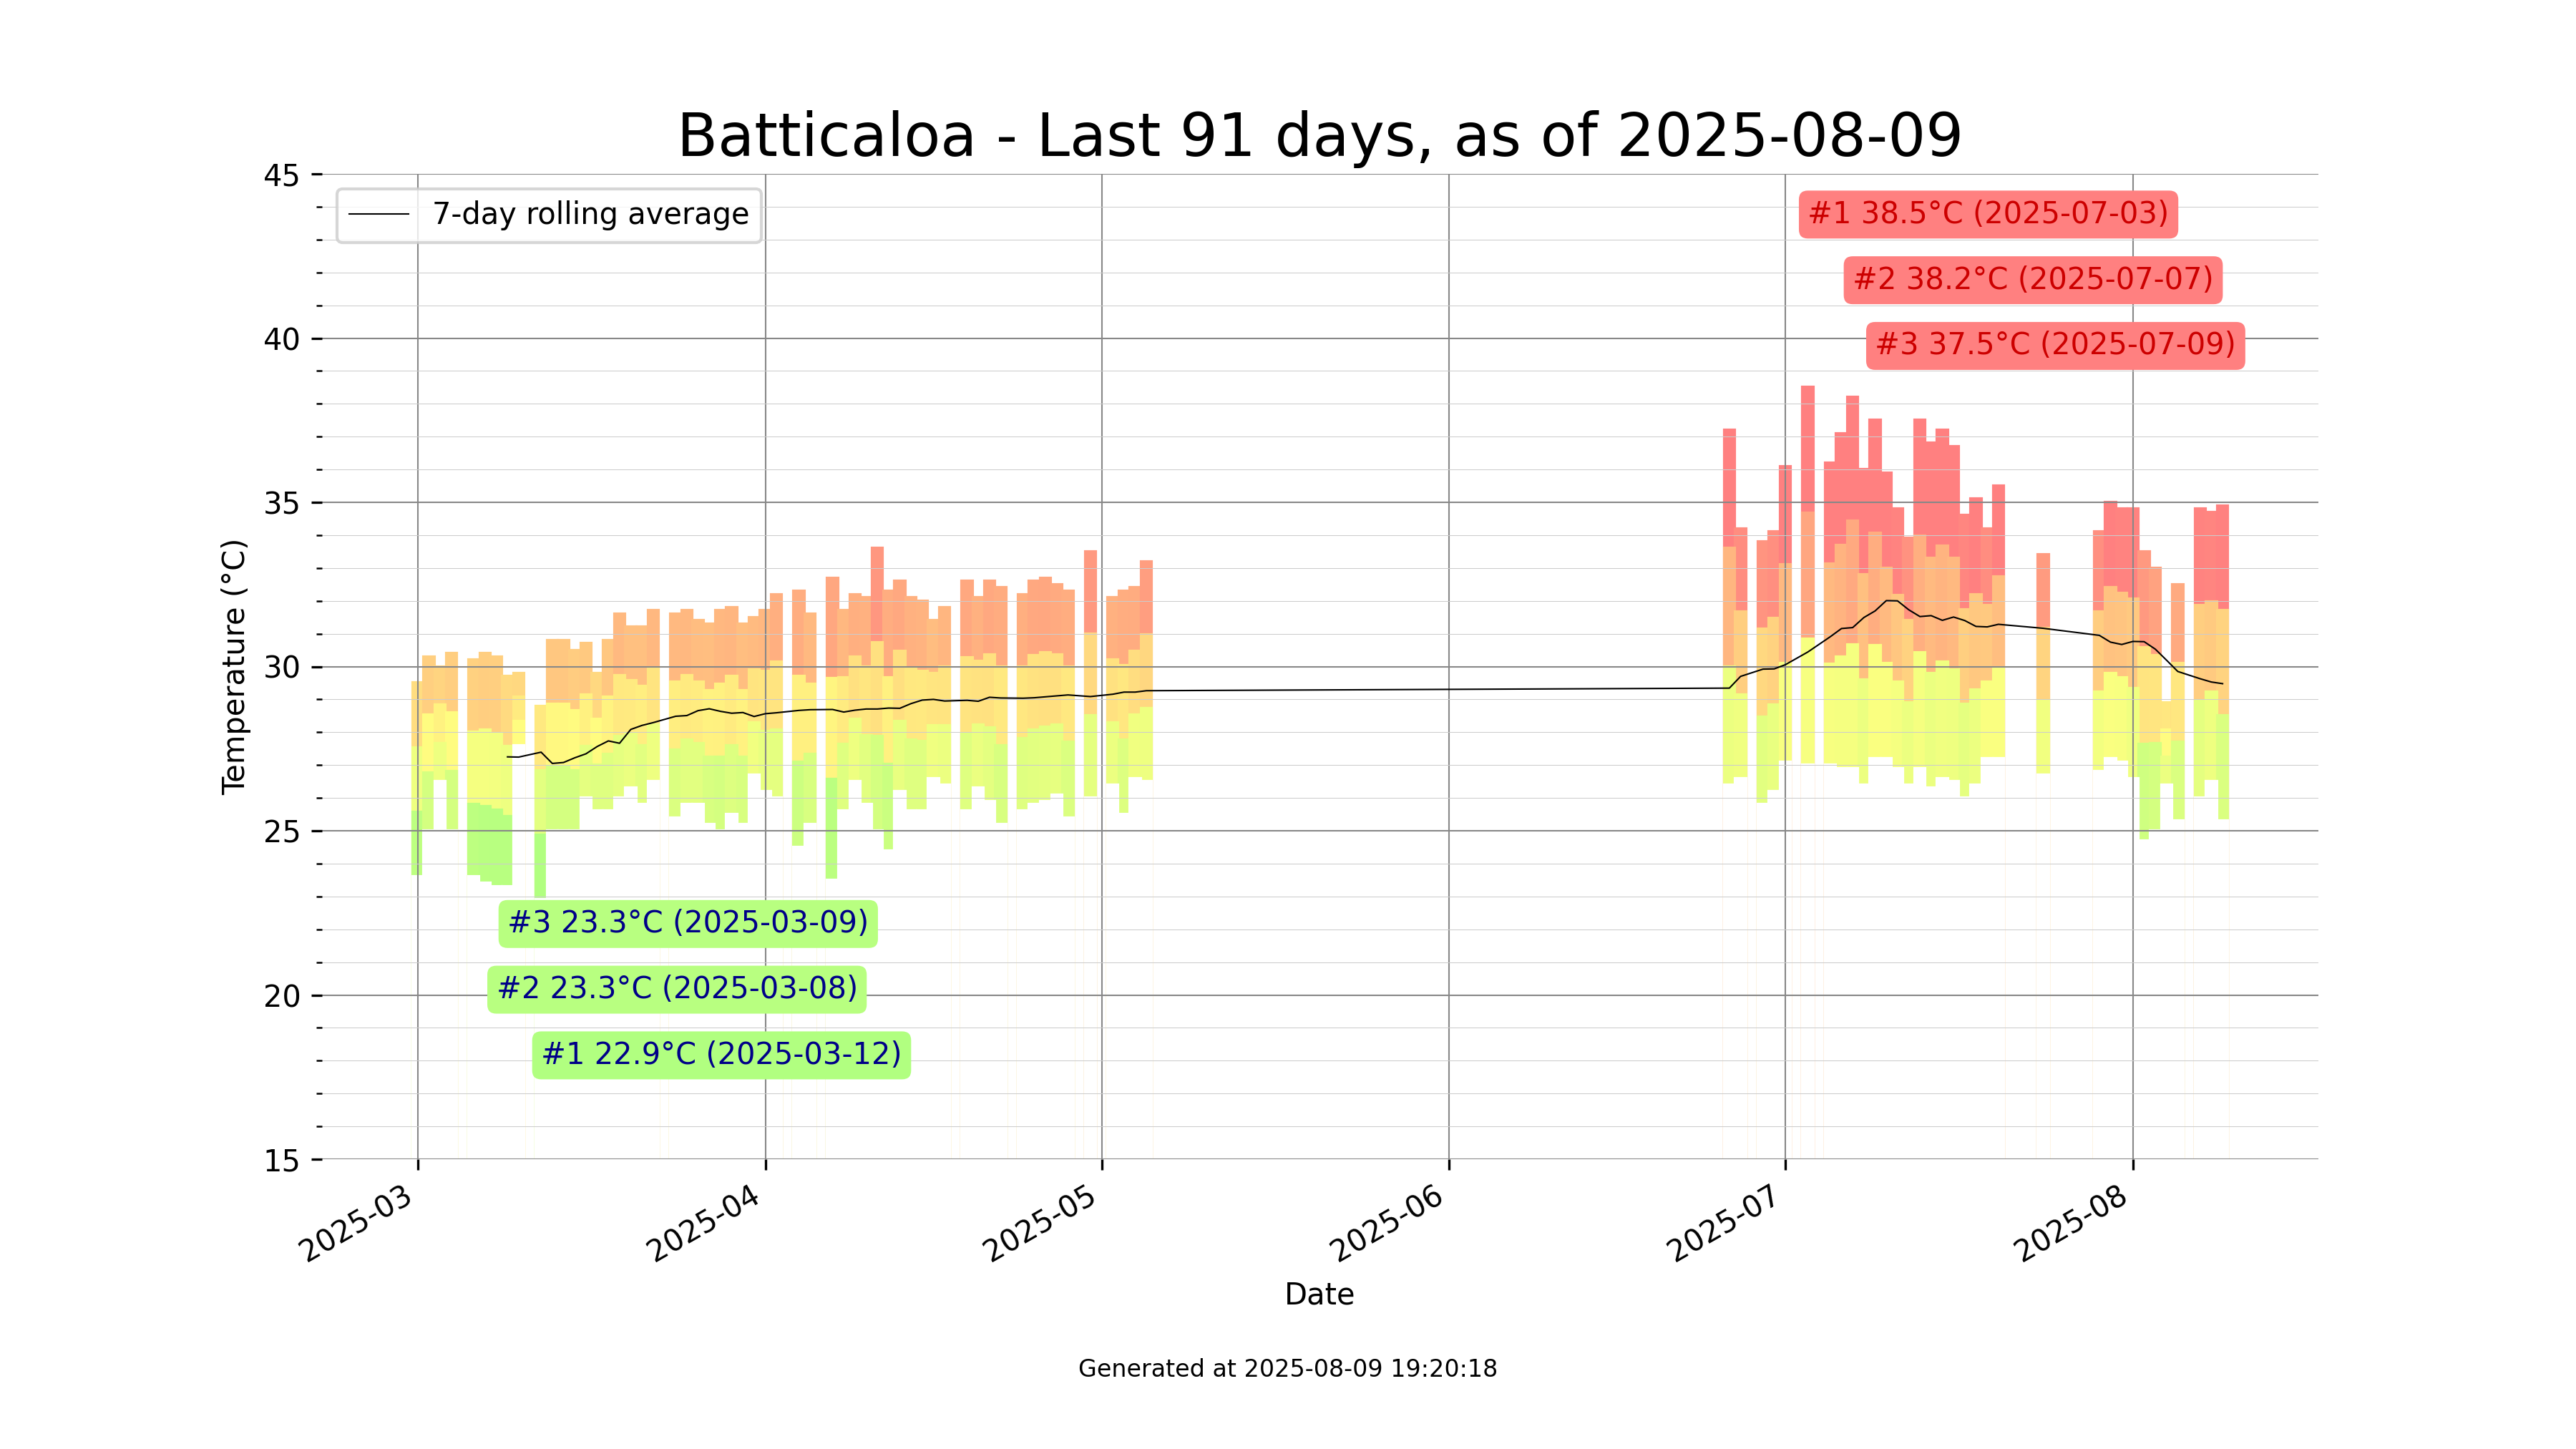 Batticaloa - Last 91 days, as of 2025-08-09
7-day rolling average
#1 38.5°C (2025-07-03)
#2 38.2°C (2025-07-07)
#3 37.5°C (2025-07-09)
45
40
35
30
25
20
15
Temperature (°C)
#3 23.3°C (2025-03-09)
#2 23.3°C (2025-03-08)
#1 22.9°C (2025-03-12)
2025-03
2025-04
2025-05
2025-06
2025-07
2025-08
Date
Generated at 2025-08-09 19:20:18